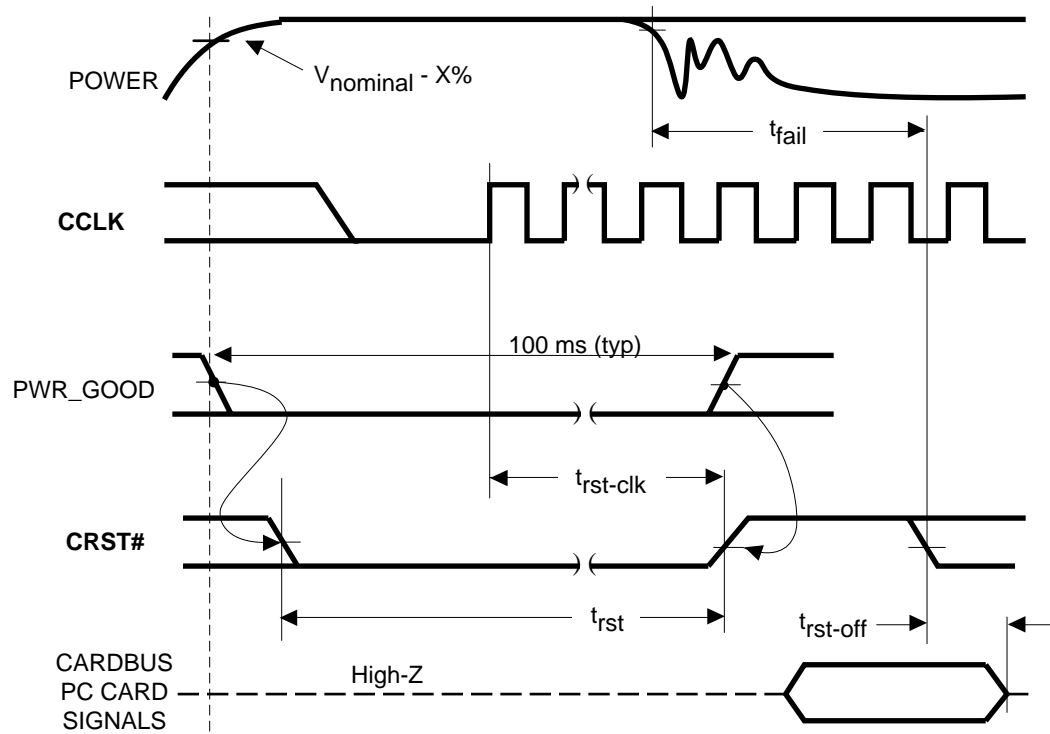 POWER
Vnominal - X%
tfail
CCLK
100 ms (typ)
PWR_GOOD
trst-clk
CRST#
trst
trst-off
CARDBUS
PC CARD
SIGNALS
High-Z